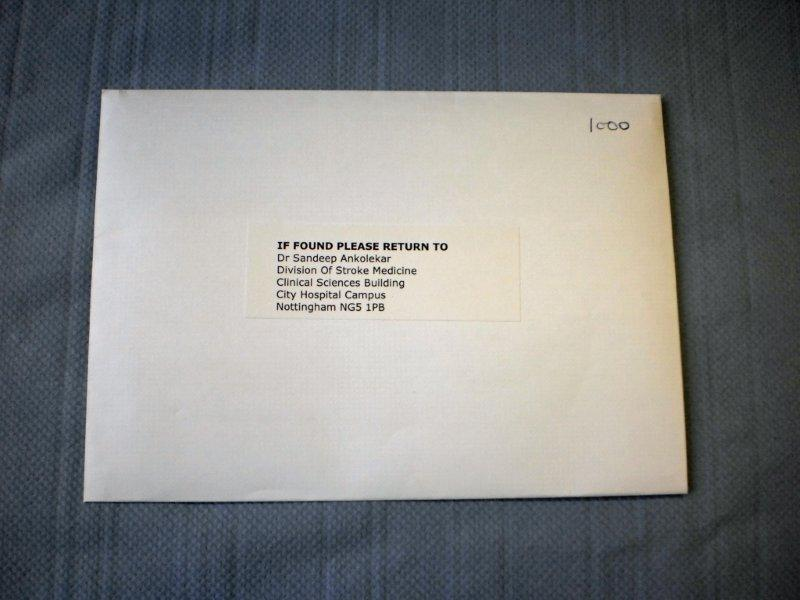 1000
IF FOUND PLEASE RETURN TO
Dr Sandeep Ankolekar
Division Of Stroke Medicine
Clinical Sciences Building
City Hospital Campus
Nottingham NG5 1PB